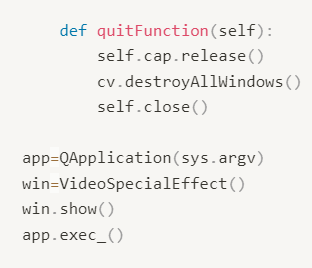 def quitFunction(self):
        self.cap.release()
        cv.destroyAllWindows()
        self.close()

app=QApplication(sys.argv)
win=VideoSpecialEffect()
win.show()
app.exec_()